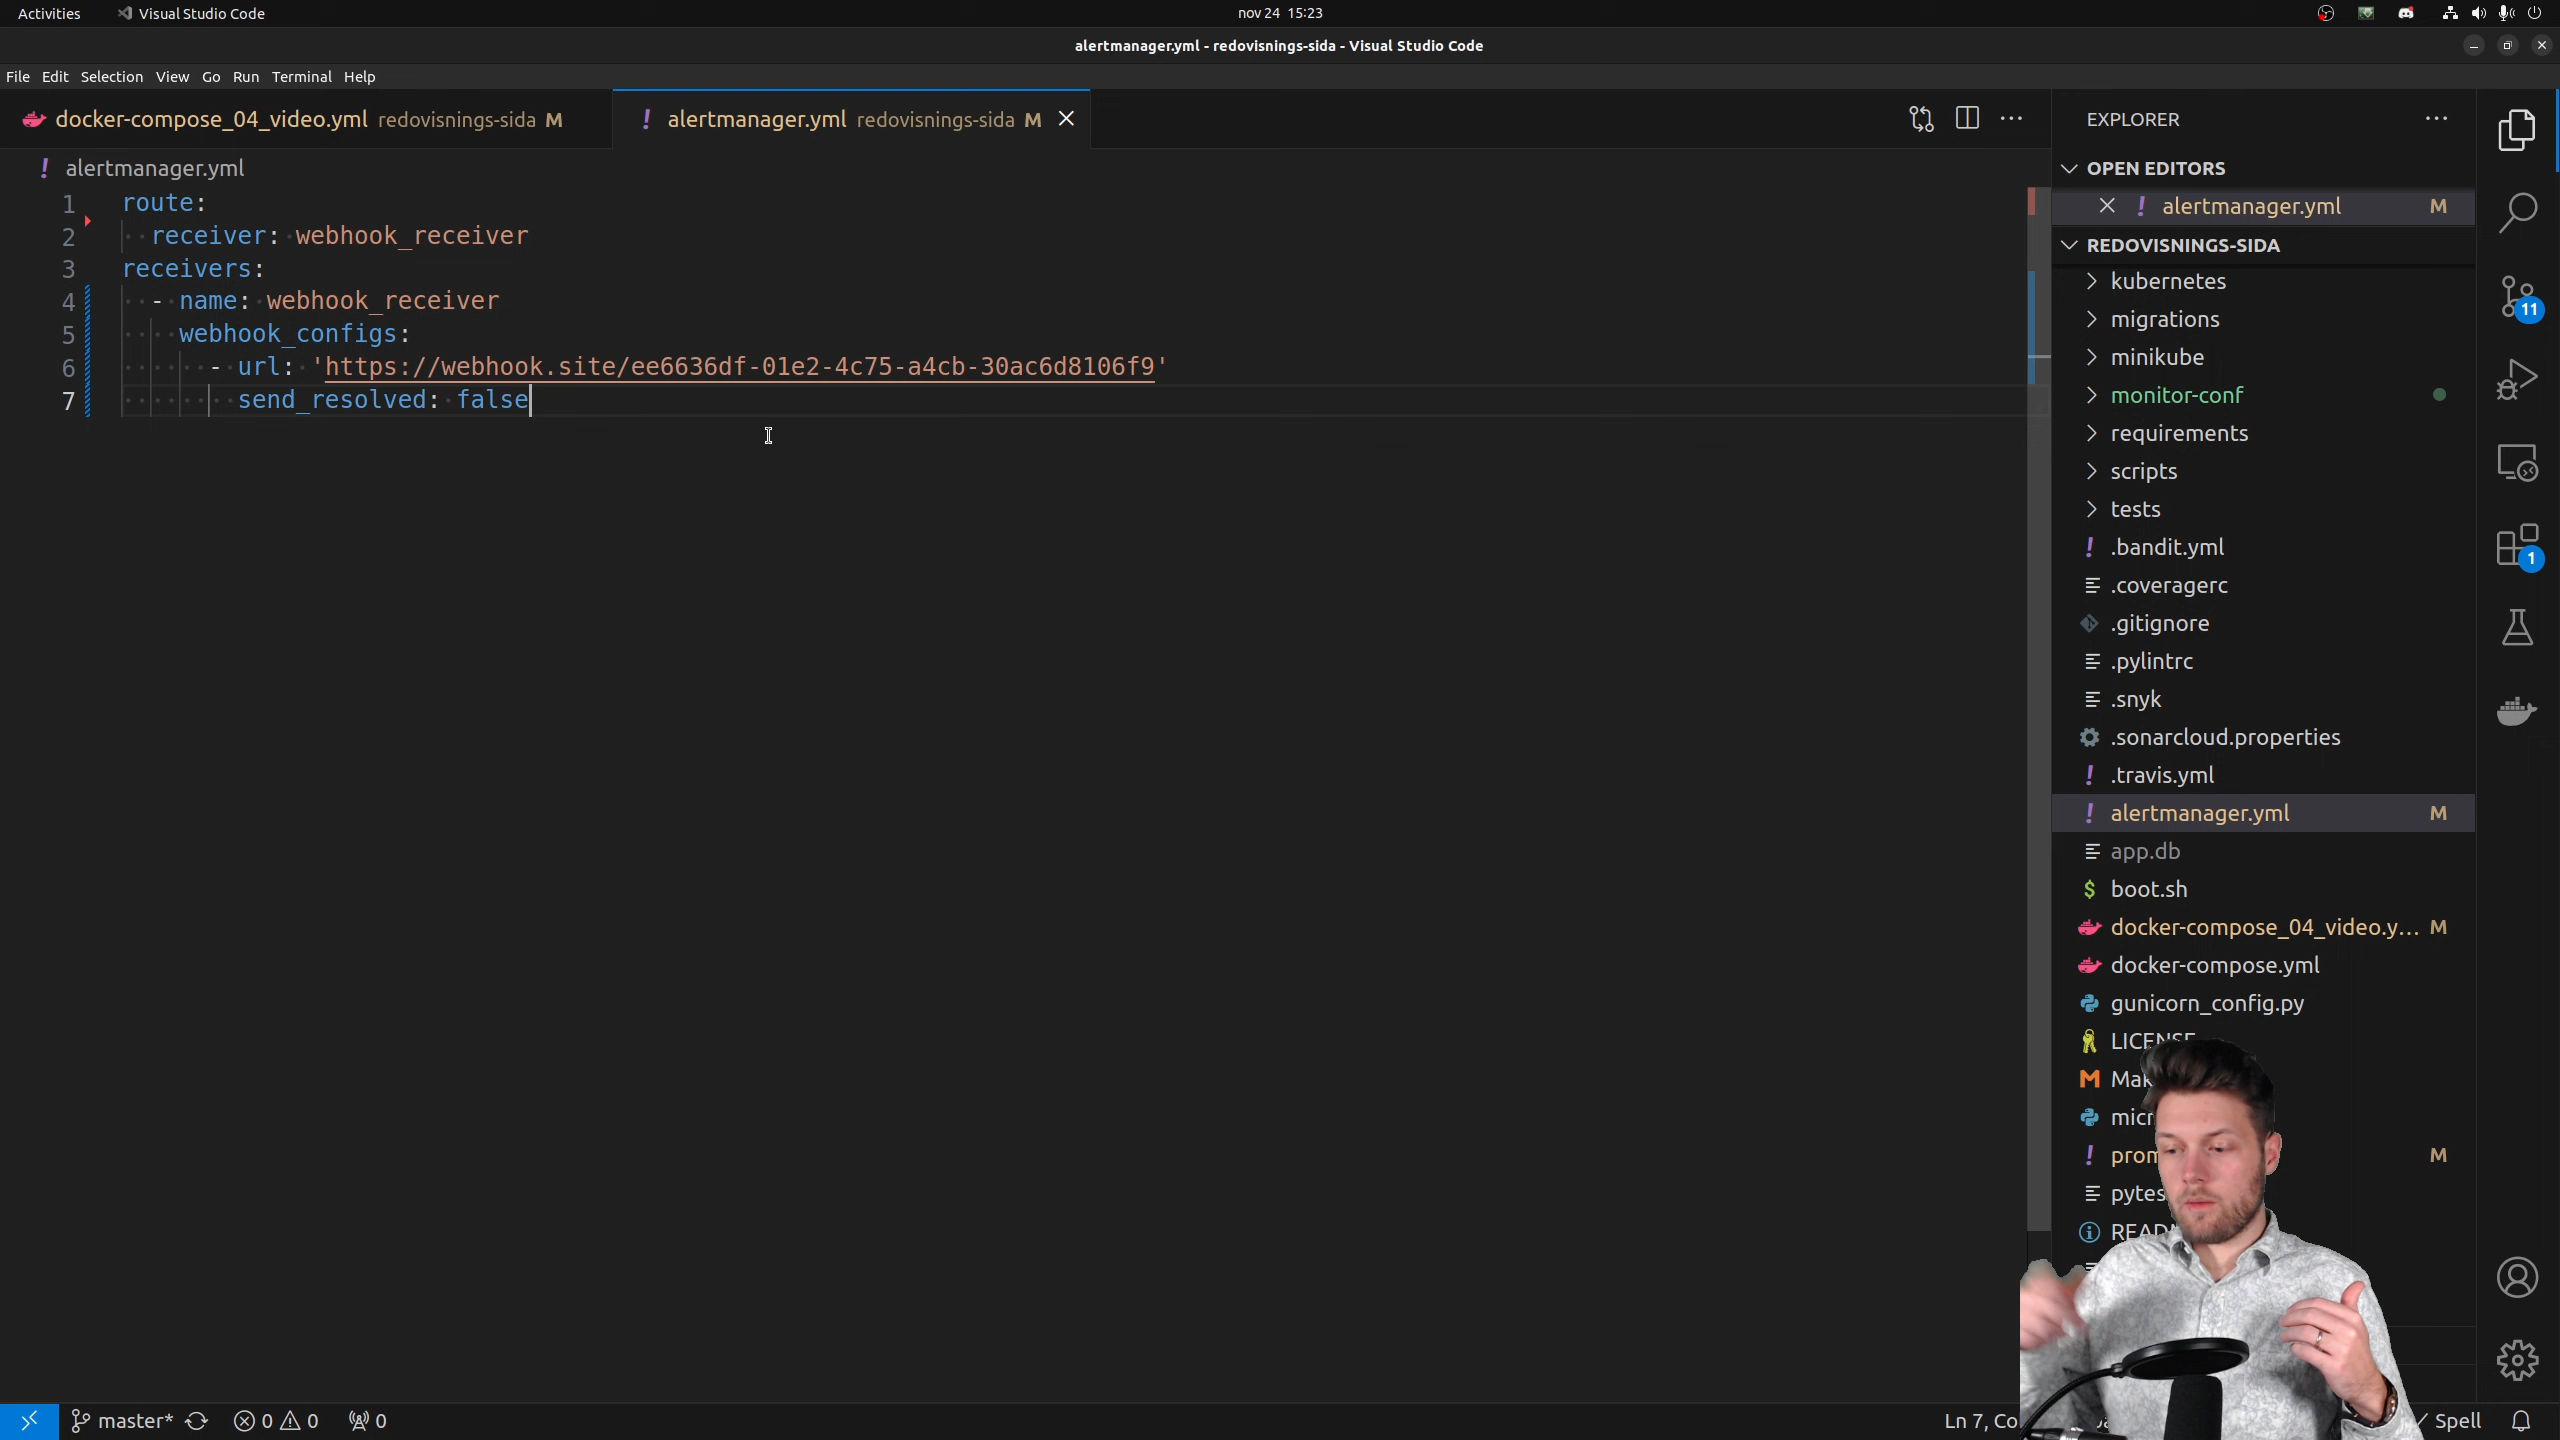 Activities Visual Studio Code nov 24 15:23
alertmanager.yml - redovisnings-sida - Visual Studio Code
File Edit Selection View Go Run Terminal Help
docker-compose_04_video.yml redovisnings-sida M
! alertmanager.yml redovisnings-sida M
! alertmanager.yml
1 route:
2 receiver: webhook_receiver
3 receivers:
4 - name: webhook_receiver
5 webhook_configs:
6 - url: 'https://webhook.site/ee6636df-01e2-4c75-a4cb-30ac6d8106f9'
7 send_resolved: false
EXPLORER
OPEN EDITORS
! alertmanager.yml M
REDOVISNINGS-SIDA
kubernetes
migrations
minikube
monitor-conf
requirements
scripts
tests
! .bandit.yml
.coveragerc
.gitignore
.pylintrc
.snyk
.sonarcloud.properties
! .travis.yml
! alertmanager.yml M
app.db
$ boot.sh
docker-compose_04_video.y... M
docker-compose.yml
gunicorn_config.py
LICENSE
M
!
M
11
1
master* 0 0 0
Ln 7,
Spell